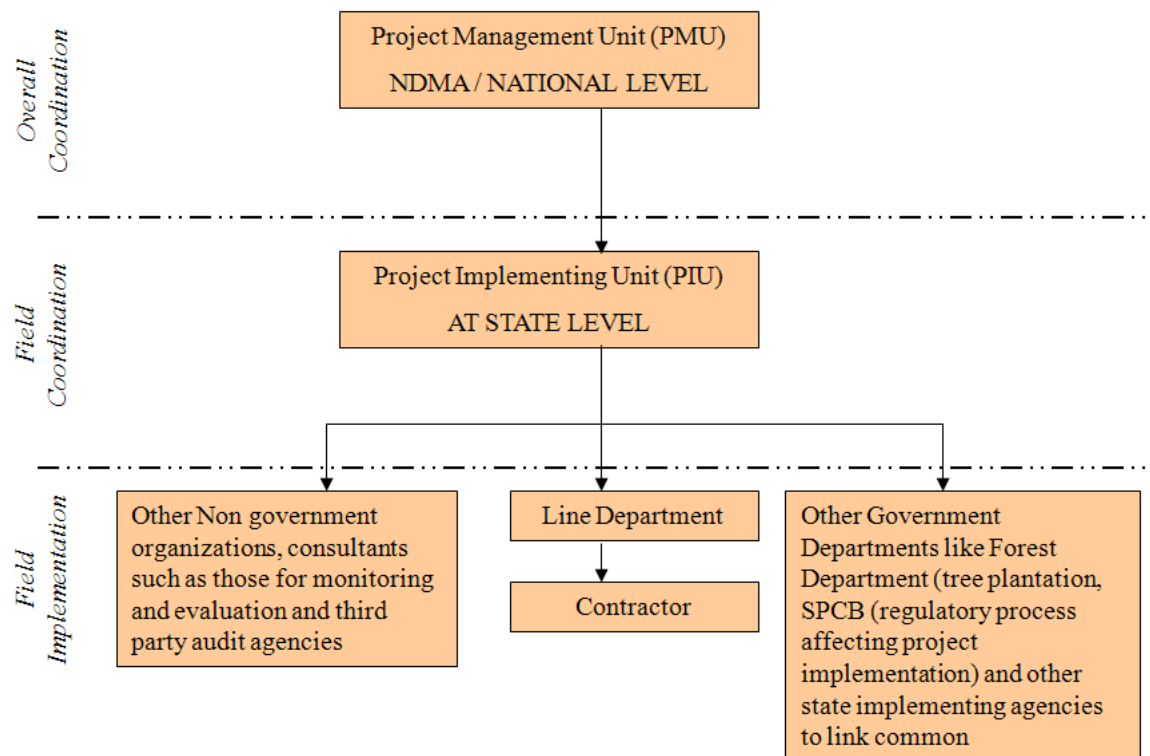 Overall
Coordination
Project Management Unit (PMU)
NDMA / NATIONAL LEVEL
Field
Coordination
Project Implementing Unit (PIU)
AT STATE LEVEL
Field
Implementation
Other Non government
organizations, consultants
such as those for monitoring
and evaluation and third
party audit agencies
Line Department
Contractor
Other Government
Departments like Forest
Department (tree plantation,
SPCB (regulatory process
affecting project
implementation) and other
state implementing agencies
to link common